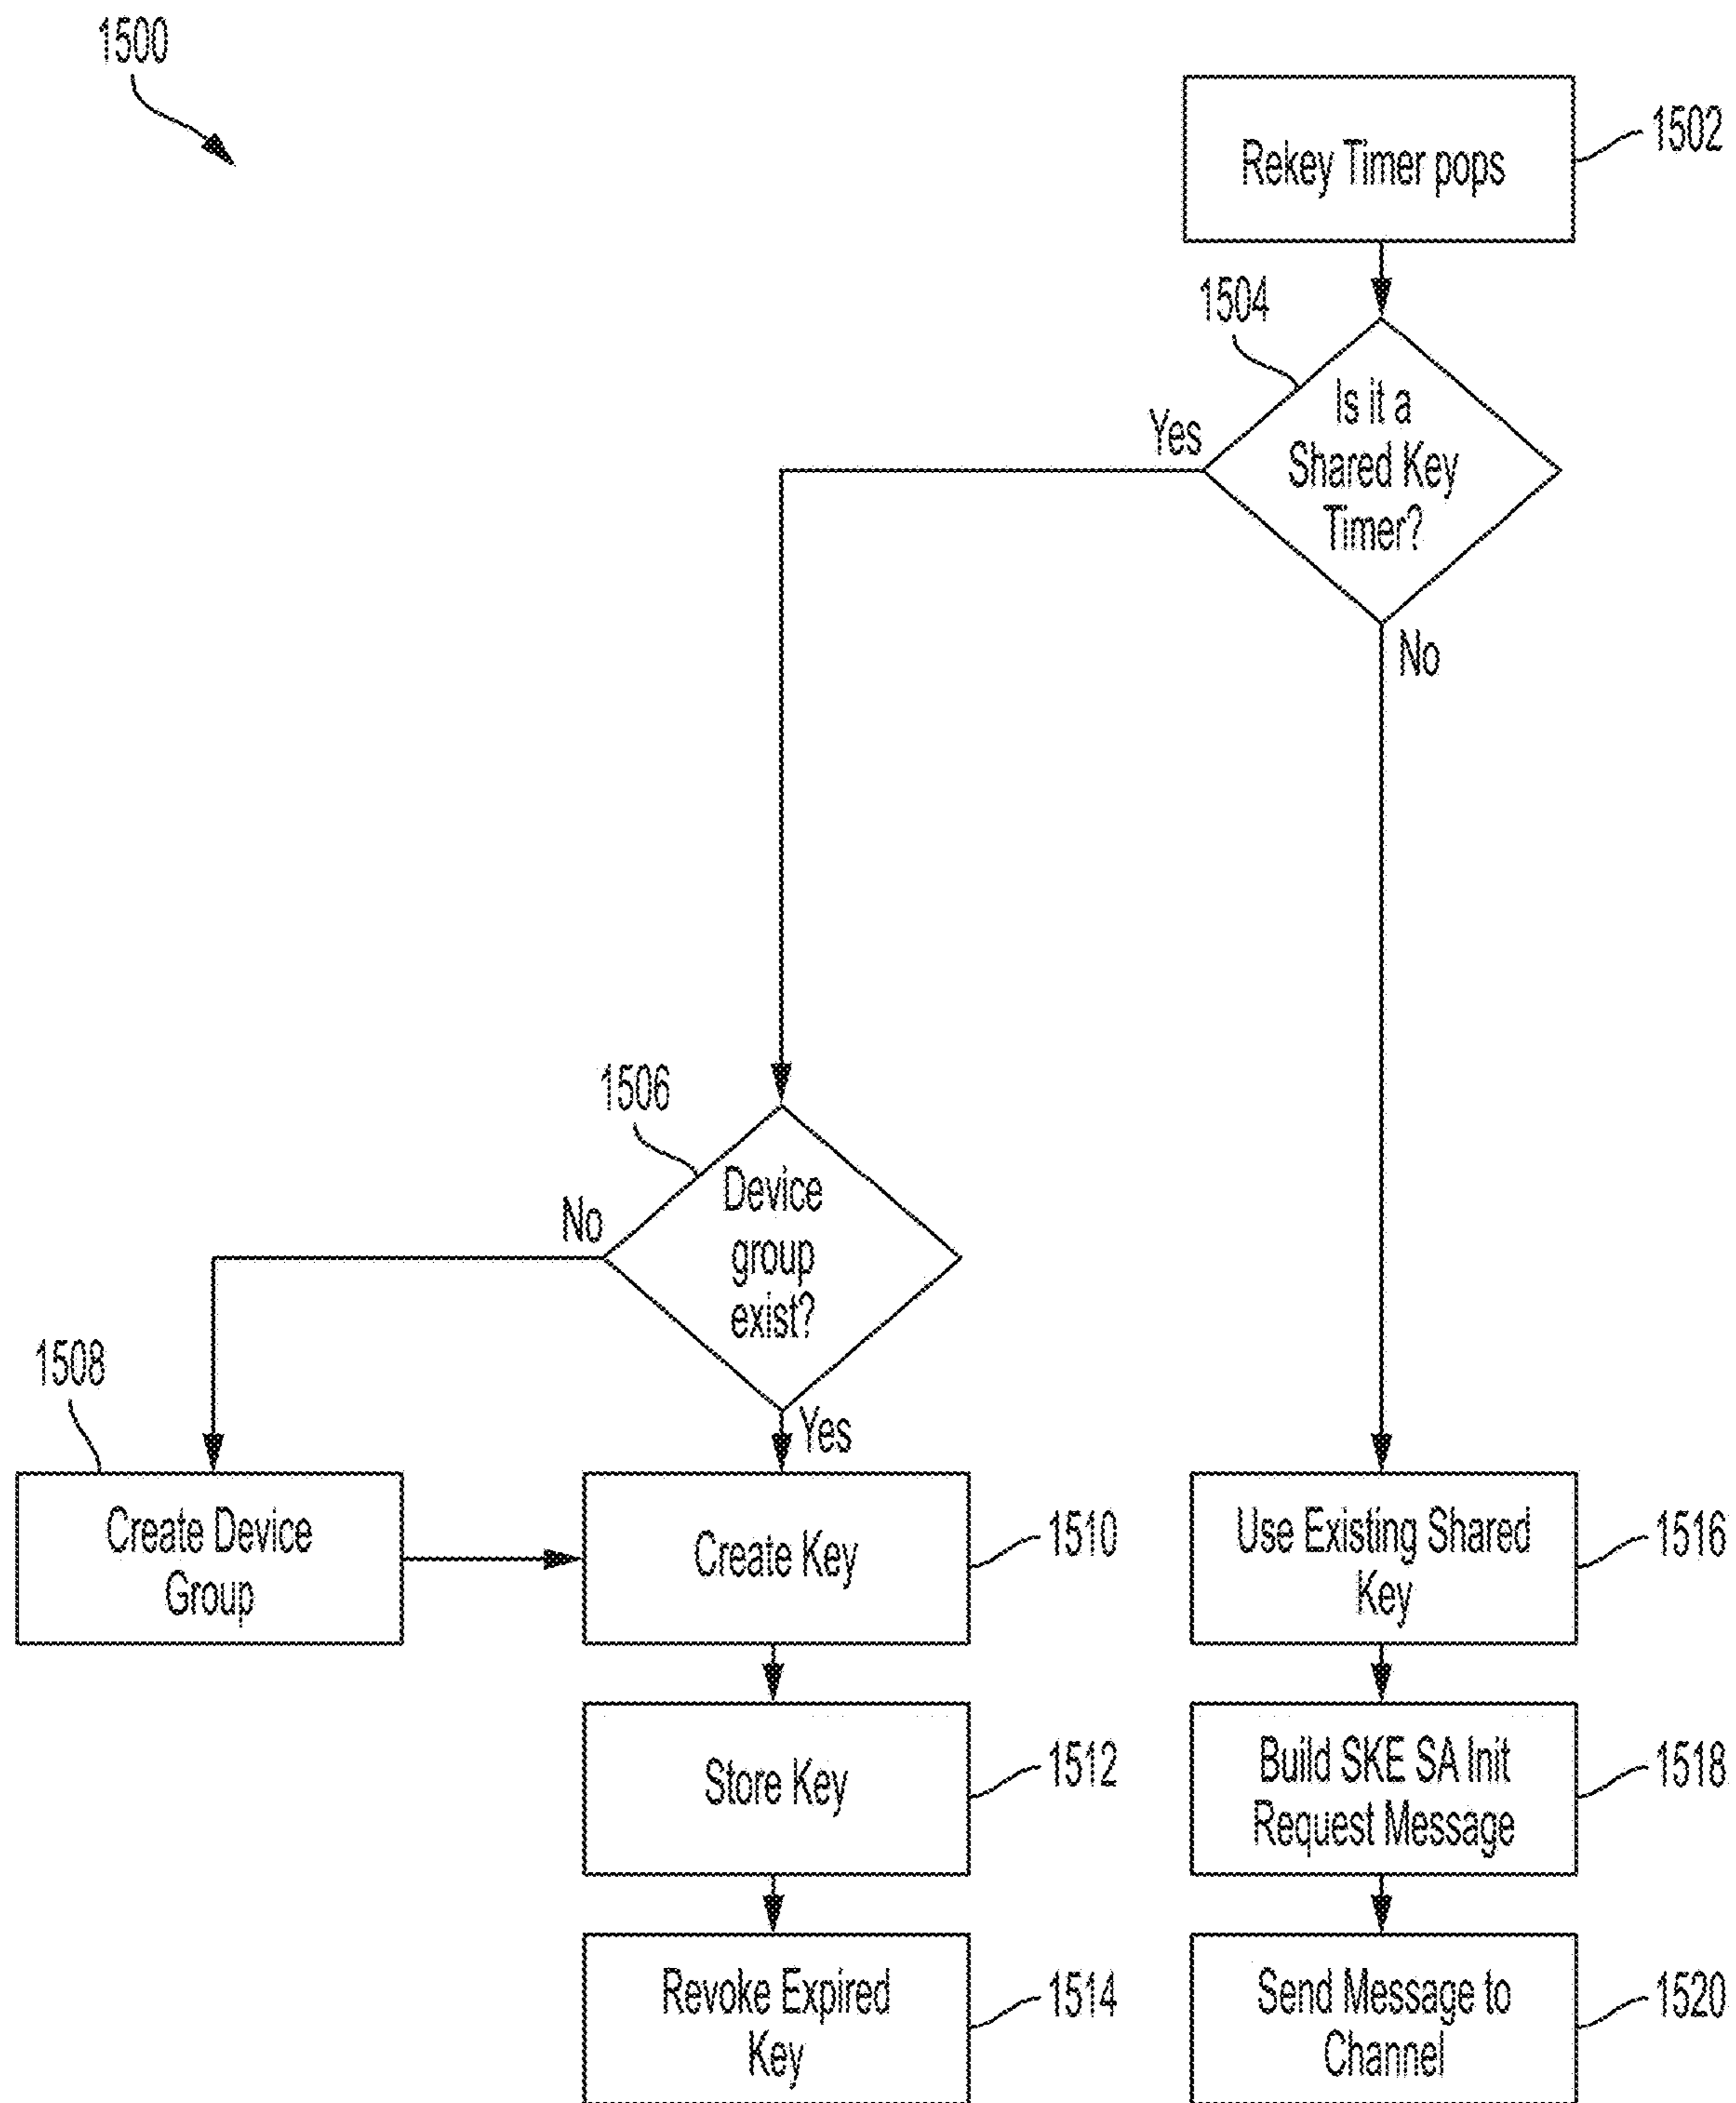 1500
Rekey Timer pops
1502
1504
Is it a
Shared Key
Timer?
Yes
No
1506
Device
group
exist?
No
Yes
1508
Create Device
Group
Create Key
1510
Use Existing Shared
Key
1516
Store Key
1512
Build SKE SA Init
Request Message
1518
Revoke Expired
Key
1514
Send Message to
Channel
1520